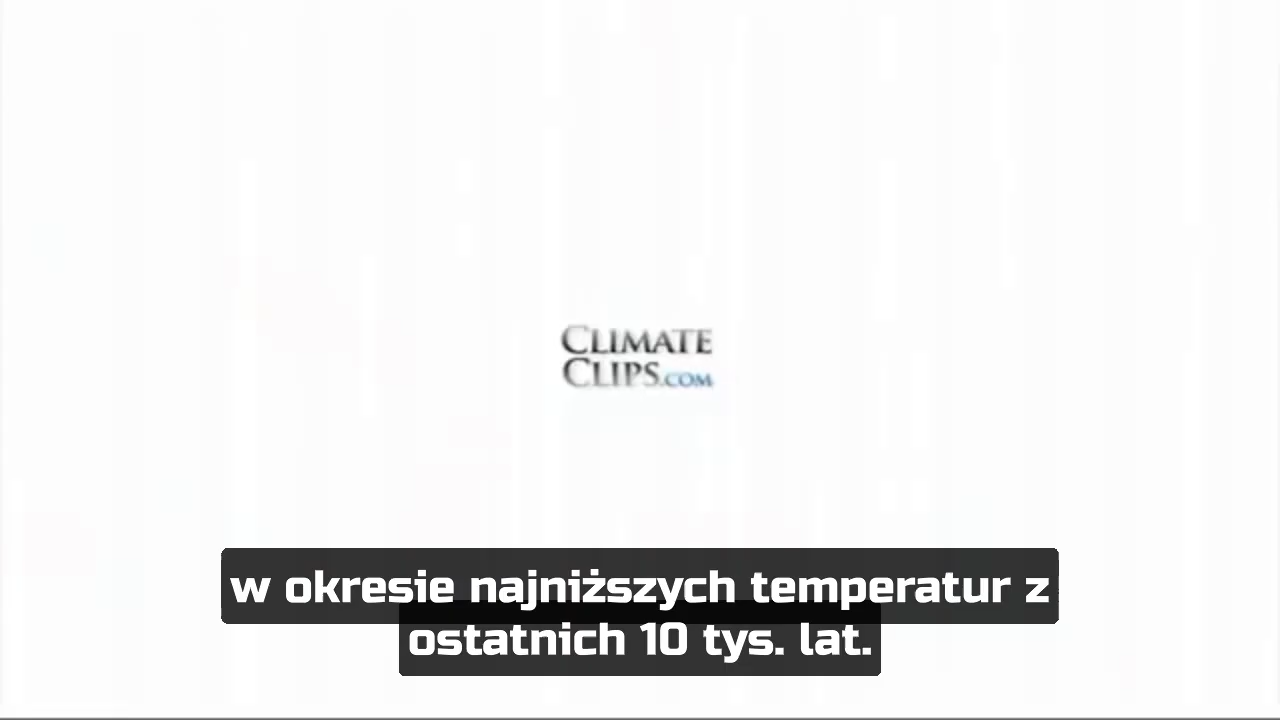 CLIMATE
CLIPS.COM
w okresie najniższych temperatur z
ostatnich 10 tys. lat.